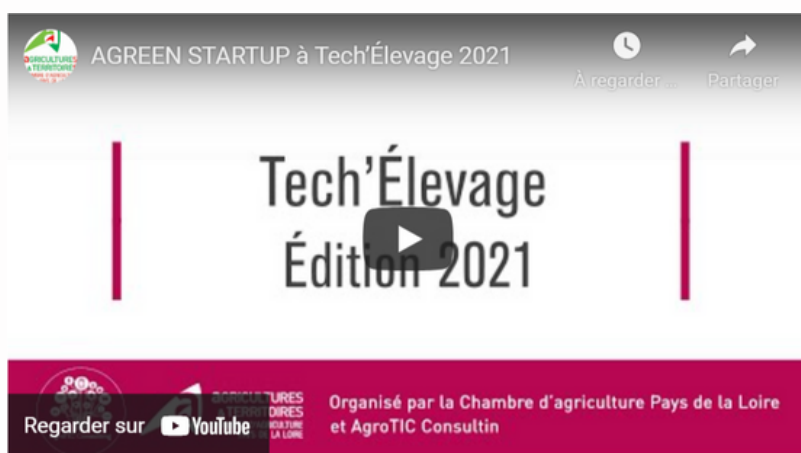 AGREEN STARTUP à Tech'Élevage 2021
À regarder ...
Partager
Tech'Élevage
Édition 2021
AGRICULTURES
& TERRITOIRES
Organisé par la Chambre d'agriculture Pays de la Loire
et AgroTIC Consultin
Regarder sur YouTube